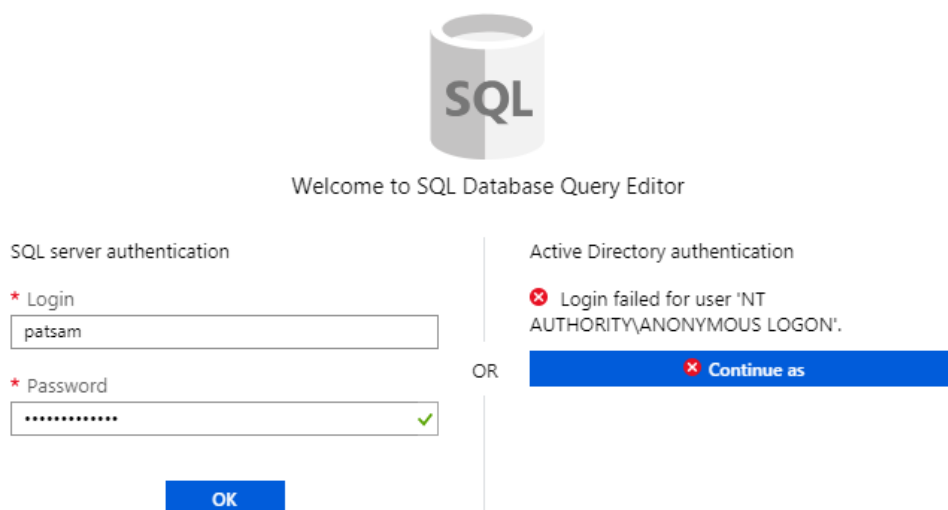 SQL
Welcome to SQL Database Query Editor
SQL server authentication
* Login
patsam
* Password
•••••••••••••
OK
OR
Active Directory authentication
Login failed for user 'NT
AUTHORITY\ANONYMOUS LOGON'.
Continue as